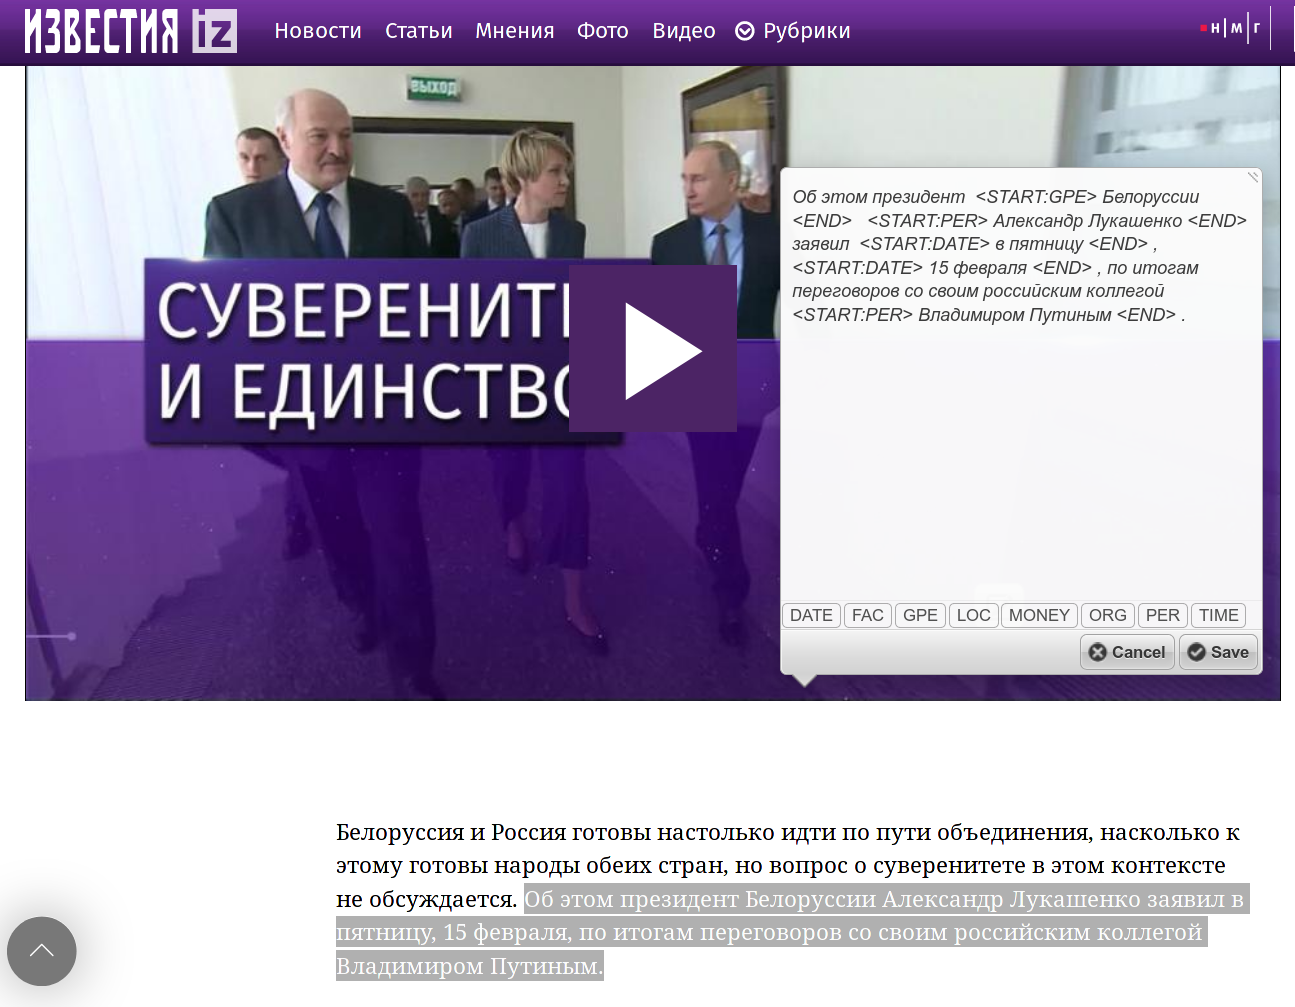 ИЗВЕСТИЯ iz Новости Статьи Мнения Фото Видео Рубрики Н М Г
ВЫХОД
СУВЕРЕНИТЕ
И ЕДИНСТВО
Об этом президент <START:GPE> Белоруссии
<END> <START:PER> Александр Лукашенко <END>
заявил <START:DATE> в пятницу <END> ,
<START:DATE> 15 февраля <END> , по итогам
переговоров со своим российским коллегой
<START:PER> Владимиром Путиным <END> .
DATE FAC GPE LOC MONEY ORG PER TIME
Cancel Save
Белоруссия и Россия готовы настолько идти по пути объединения, насколько к
этому готовы народы обеих стран, но вопрос о суверенитете в этом контексте
не обсуждается. Об этом президент Белоруссии Александр Лукашенко заявил в
пятницу, 15 февраля, по итогам переговоров со своим российским коллегой
Владимиром Путиным.